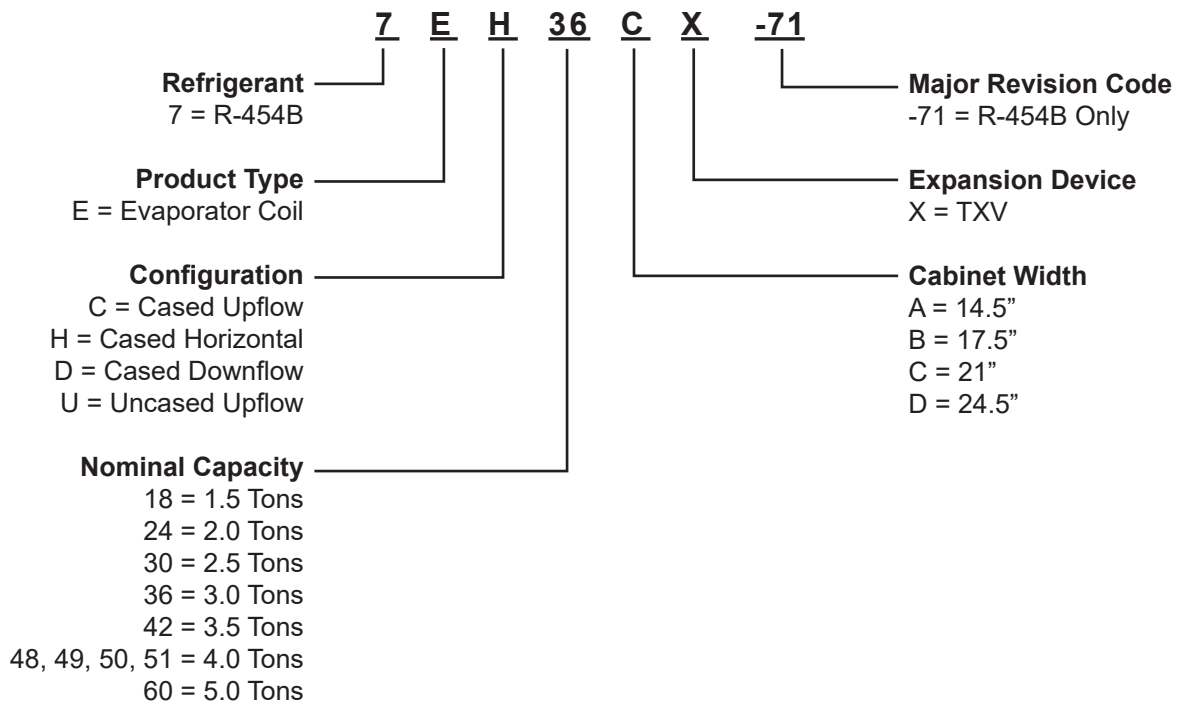 7 E H 36 C X -71
Refrigerant
7 = R-454B
Product Type
E = Evaporator Coil
Configuration
C = Cased Upflow
H = Cased Horizontal
D = Cased Downflow
U = Uncased Upflow
Nominal Capacity
18 = 1.5 Tons
24 = 2.0 Tons
30 = 2.5 Tons
36 = 3.0 Tons
42 = 3.5 Tons
48, 49, 50, 51 = 4.0 Tons
60 = 5.0 Tons
Major Revision Code
-71 = R-454B Only
Expansion Device
X = TXV
Cabinet Width
A = 14.5”
B = 17.5”
C = 21”
D = 24.5”